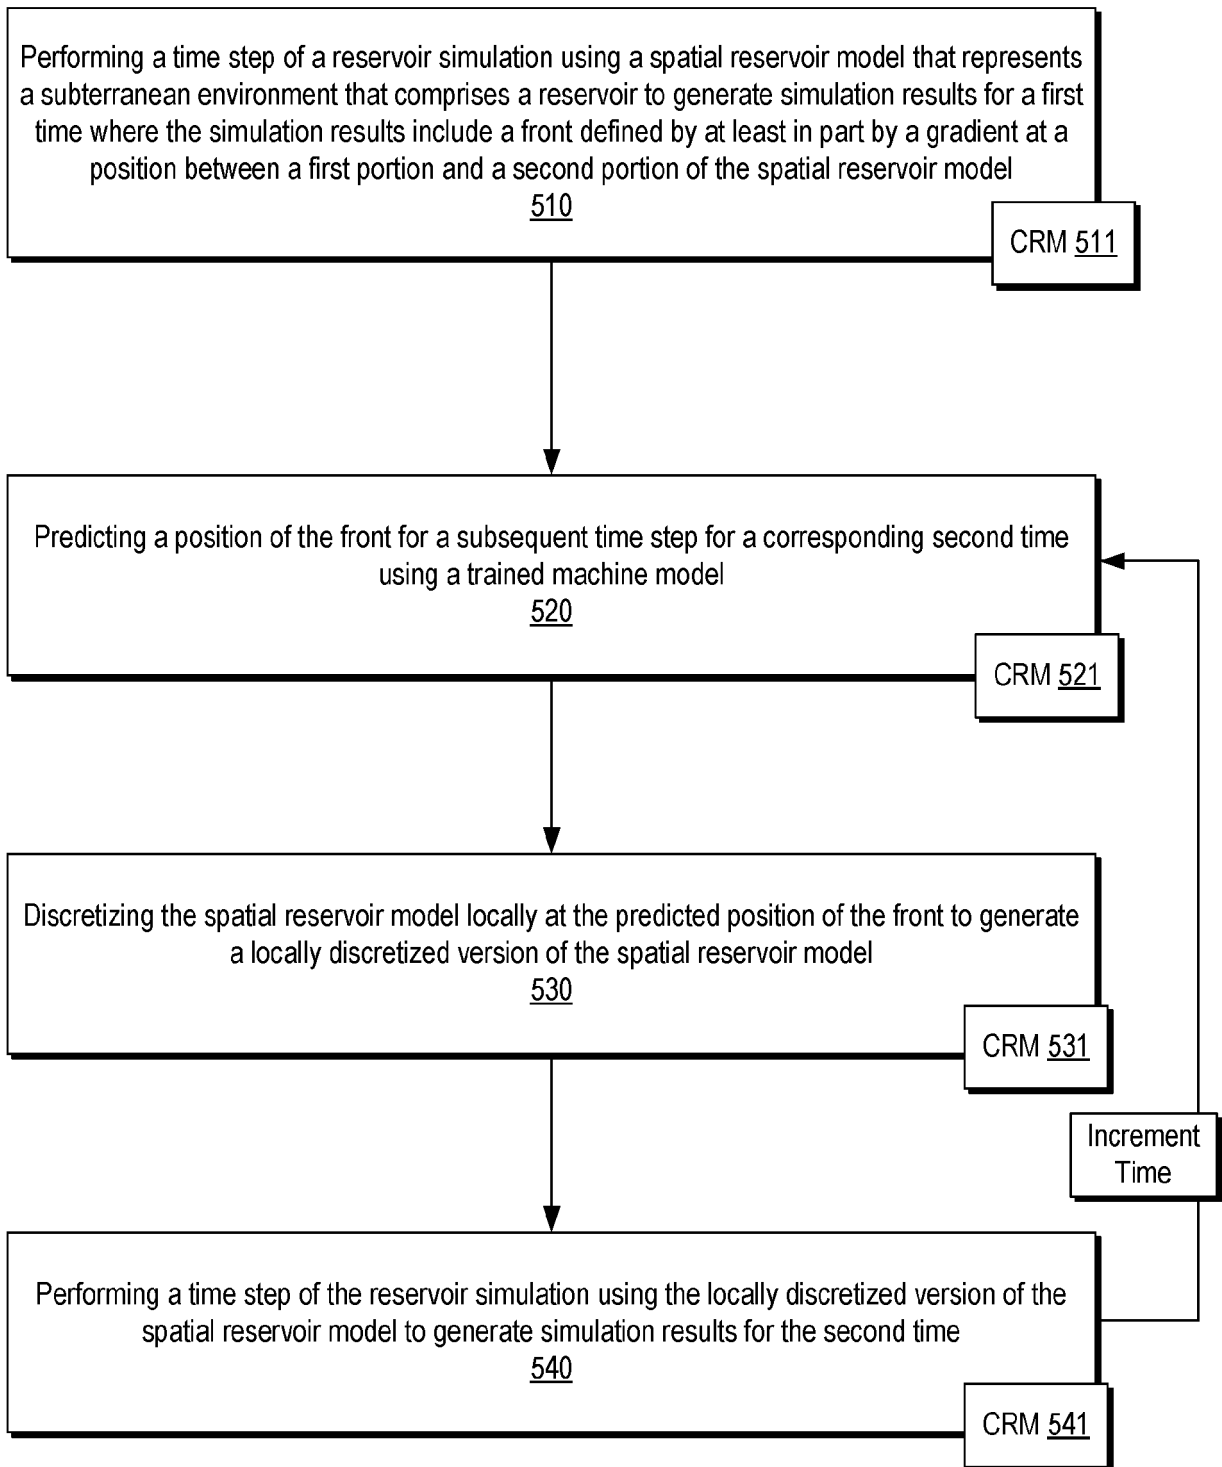 Performing a time step of a reservoir simulation using a spatial reservoir model that represents
a subterranean environment that comprises a reservoir to generate simulation results for a first
time where the simulation results include a front defined by at least in part by a gradient at a
position between a first portion and a second portion of the spatial reservoir model
510
CRM 511
Predicting a position of the front for a subsequent time step for a corresponding second time
using a trained machine model
520
CRM 521
Discretizing the spatial reservoir model locally at the predicted position of the front to generate
a locally discretized version of the spatial reservoir model
530
CRM 531
Increment
Time
Performing a time step of the reservoir simulation using the locally discretized version of the
spatial reservoir model to generate simulation results for the second time
540
CRM 541